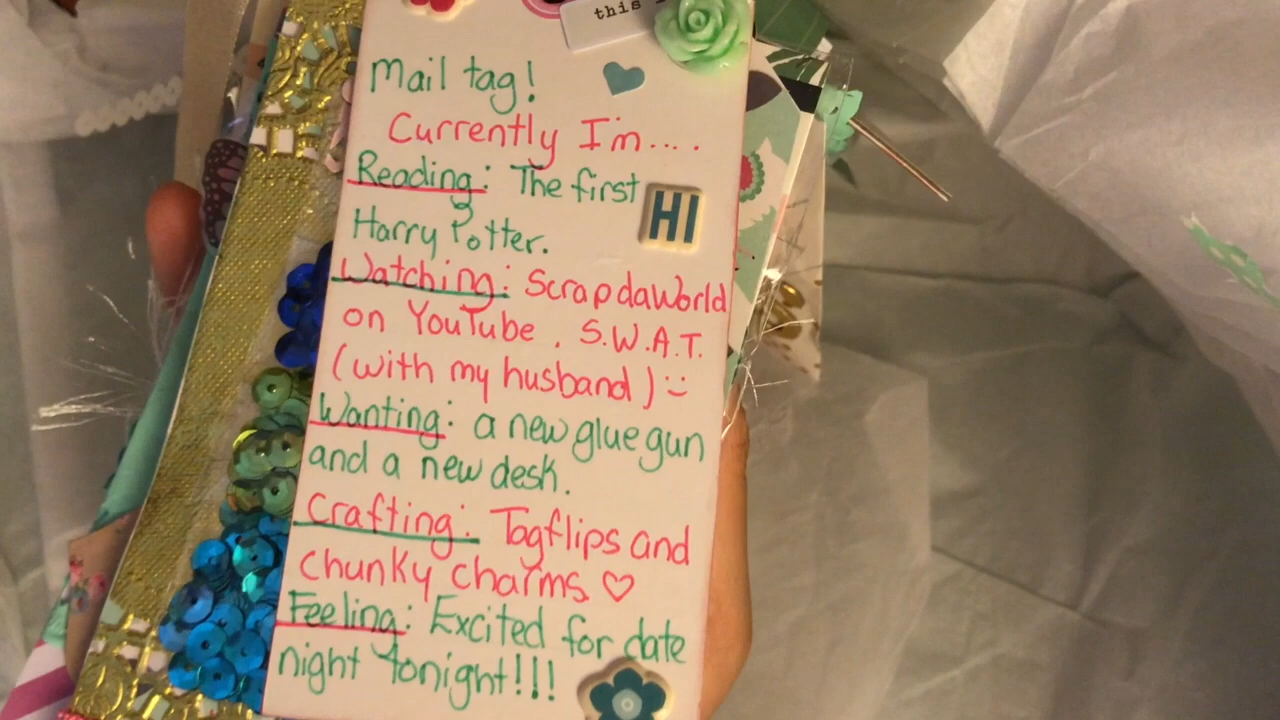 this
Mail tag!
Currently I'm....
Reading: The first
HI
Harry Potter.
Watching: ScrapdaWorld
on YouTube. S.W.A.T.
(with my husband) :)
Wanting: a new glue gun
and a new desk.
Crafting: Tagflips and
chunky charms ♡
Feeling: Excited for date
night tonight!!!